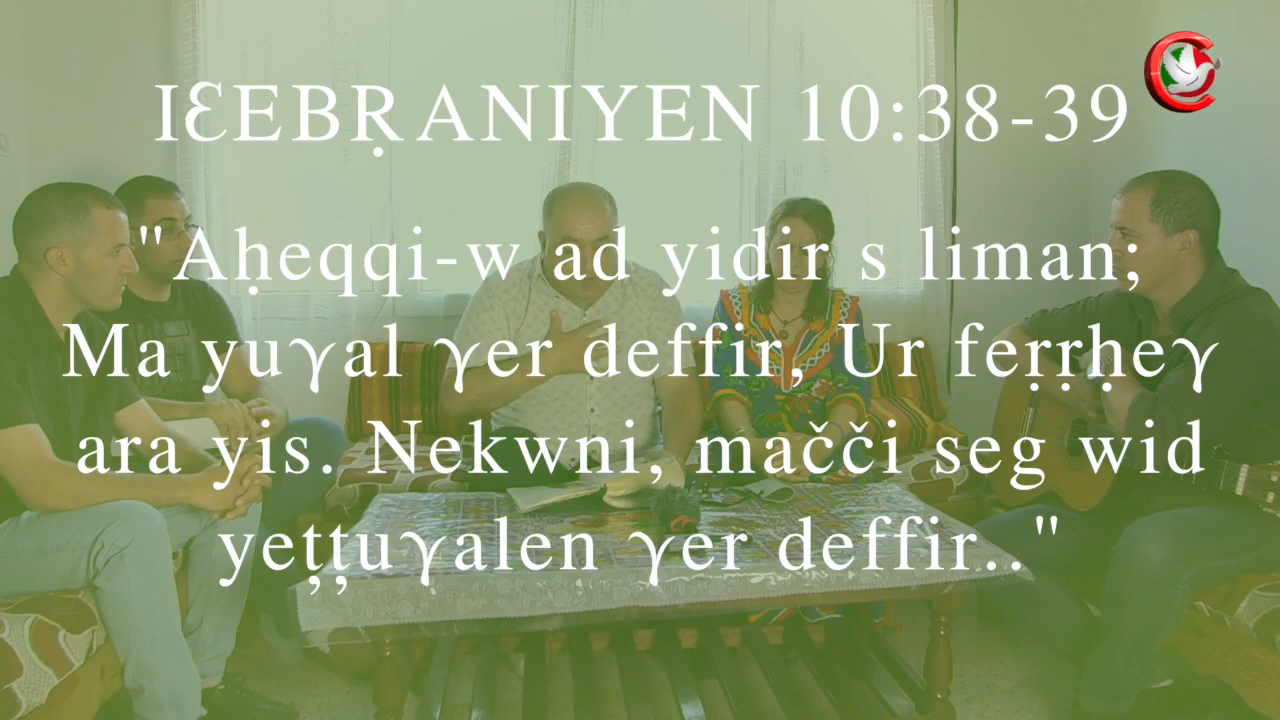 IƐEBṚANIYEN 10:38-39
"Aḥeqqi-w ad yidir s liman;
Ma yuɣal ɣer deffir, Ur feṛṛḥeɣ
ara yis. Nekwni, mačči seg wid
yeţţuɣalen ɣer deffir.. "